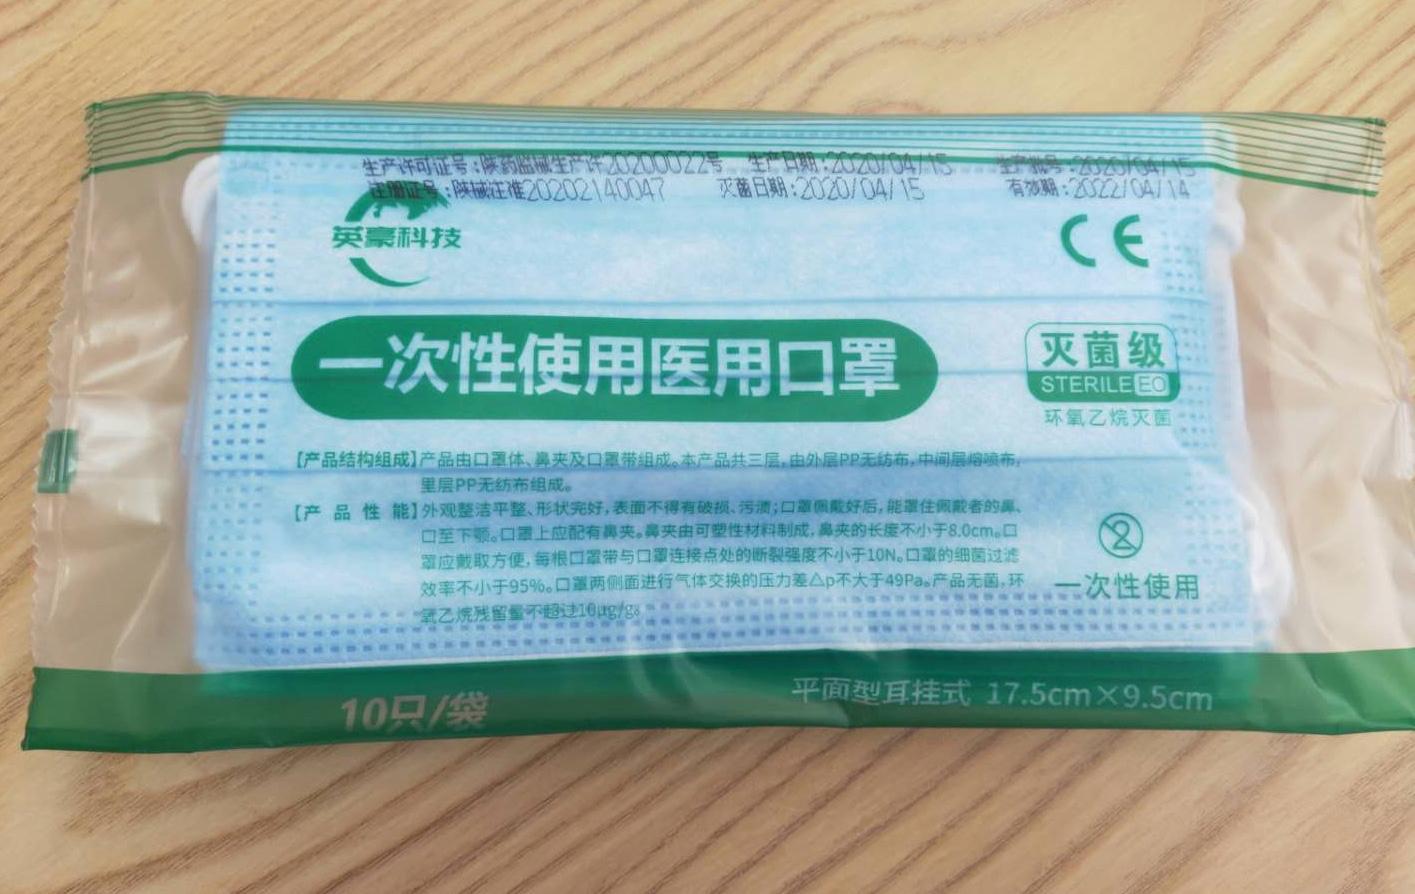 生产许可证号:陕药监械生产许20200022号 生产日期:2020/04/15 生产批号:2020/04/15
注册证号:陕械注准20202140047 灭菌日期:2020/04/15 有效期:2022/04/14
英豪科技
CE
一次性使用医用口罩
灭菌级
STERILE EO
环氧乙烷灭菌
【产品结构组成】产品由口罩体、鼻夹及口罩带组成。本产品共三层,由外层PP无纺布,中间层熔喷布,
里层PP无纺布组成。
【产品性能】外观整洁平整、形状完好,表面不得有破损、污渍;口罩佩戴好后,能罩住佩戴者的鼻、
口至下颚。口罩上应配有鼻夹。鼻夹由可塑性材料制成,鼻夹的长度不小于8.0cm。口
罩应戴取方便,每根口罩带与口罩连接点处的断裂强度不小于10N。口罩的细菌过滤
效率不小于95%。口罩两侧面进行气体交换的压力差△p不大于49Pa。产品无菌,环
氧乙烷残留量不超过10μg/g。
2
一次性使用
10只/袋
平面型耳挂式 17.5cm×9.5cm